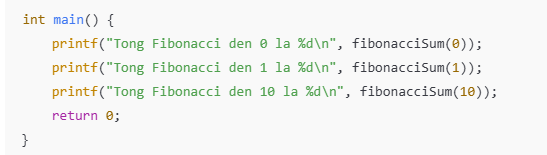 int main() {
    printf("Tong Fibonacci den 0 la %d\n", fibonacciSum(0));
    printf("Tong Fibonacci den 1 la %d\n", fibonacciSum(1));
    printf("Tong Fibonacci den 10 la %d\n", fibonacciSum(10));
    return 0;
}